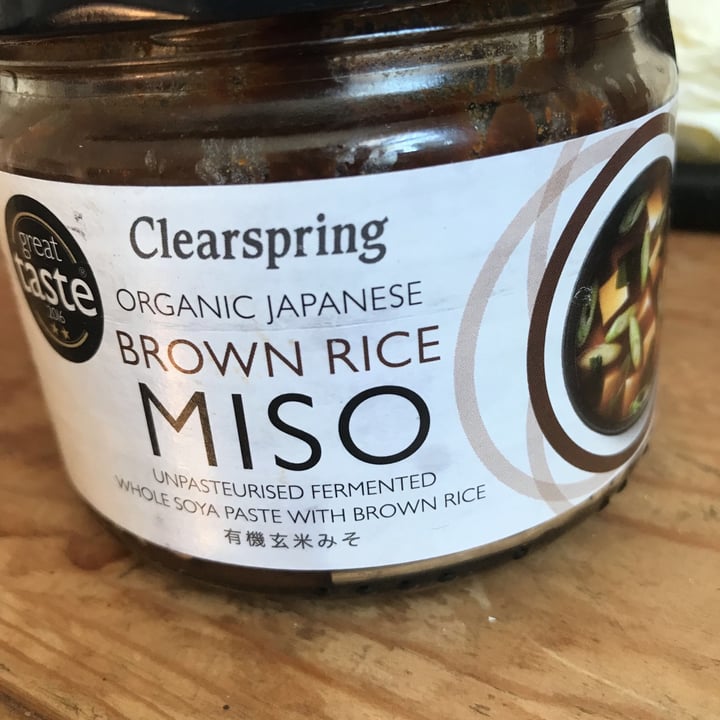 great
taste
2016
Clearspring
ORGANIC JAPANESE
BROWN RICE
MISO
UNPASTEURISED FERMENTED
WHOLE SOYA PASTE WITH BROWN RICE
有機玄米みそ